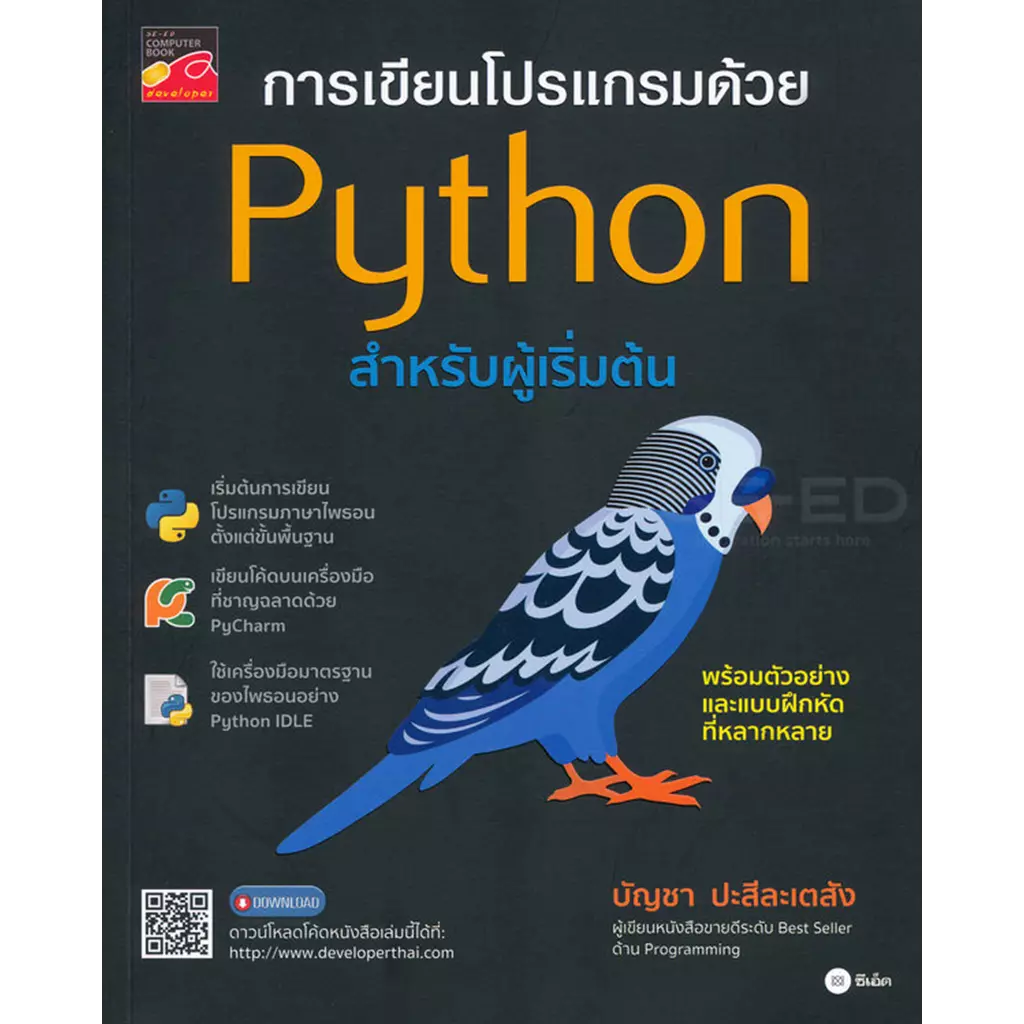 SE-ED
COMPUTER
BOOK
developer
การเขียนโปรแกรมด้วย
Python
สำหรับผู้เริ่มต้น
เริ่มต้นการเขียน
โปรแกรมภาษาไพธอน
ตั้งแต่ขั้นพื้นฐาน
เขียนโค้ดบนเครื่องมือ
ที่ชาญฉลาดด้วย
PyCharm
ใช้เครื่องมือมาตรฐาน
ของไพธอนอย่าง
Python IDLE
-ED
starts here
พร้อมตัวอย่าง
และแบบฝึกหัด
ที่หลากหลาย
DOWNLOAD
ดาวน์โหลดโค้ดหนังสือเล่มนี้ได้ที่:
http://www.developerthai.com
บัญชา ปะสีละเตสัง
ผู้เขียนหนังสือขายดีระดับ Best Seller
ด้าน Programming
ซีเอ็ด